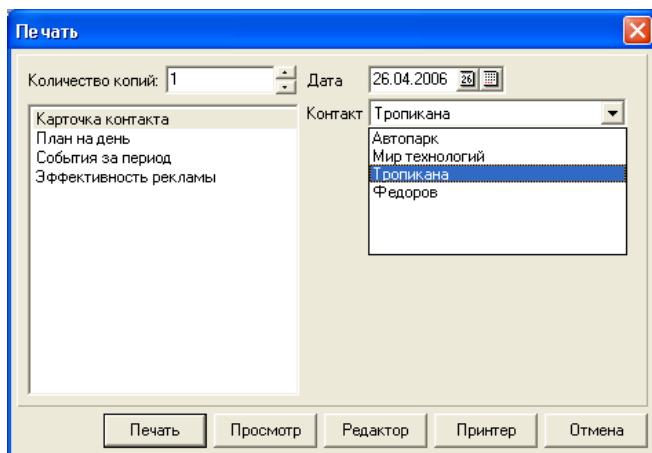 Печать
Количество копий: 1
Дата 26.04.2006 26
Контакт Тропикана
Карточка контакта
План на день
События за период
Эффективность рекламы
Автопарк
Мир технологий
Тропикана
Федоров
Печать Просмотр Редактор Принтер Отмена